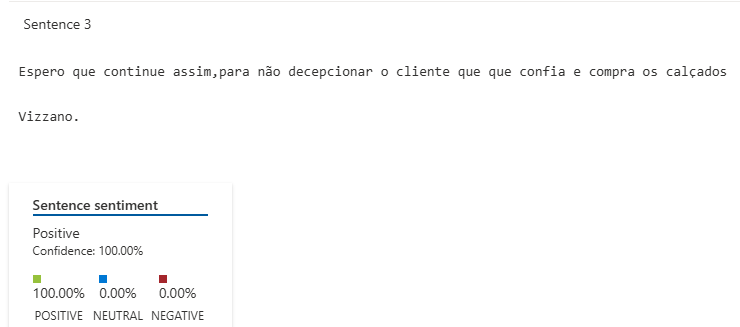 Sentence 3
Espero que continue assim,para não decepcionar o cliente que que confia e compra os calçados
Vizzano.
Sentence sentiment
Positive
Confidence: 100.00%
100.00% 0.00% 0.00%
POSITIVE NEUTRAL NEGATIVE